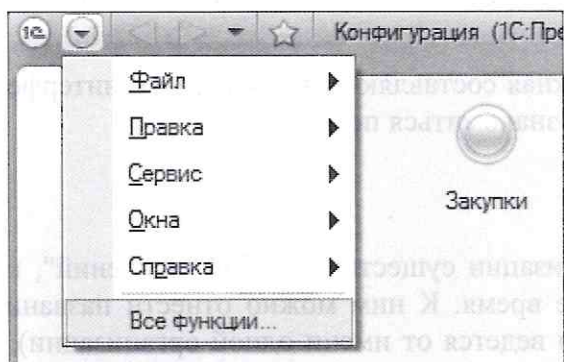 1С Конфигурация (1С:Пре
Файл
Правка
Сервис
Окна
Справка
Все функции...
Закупки